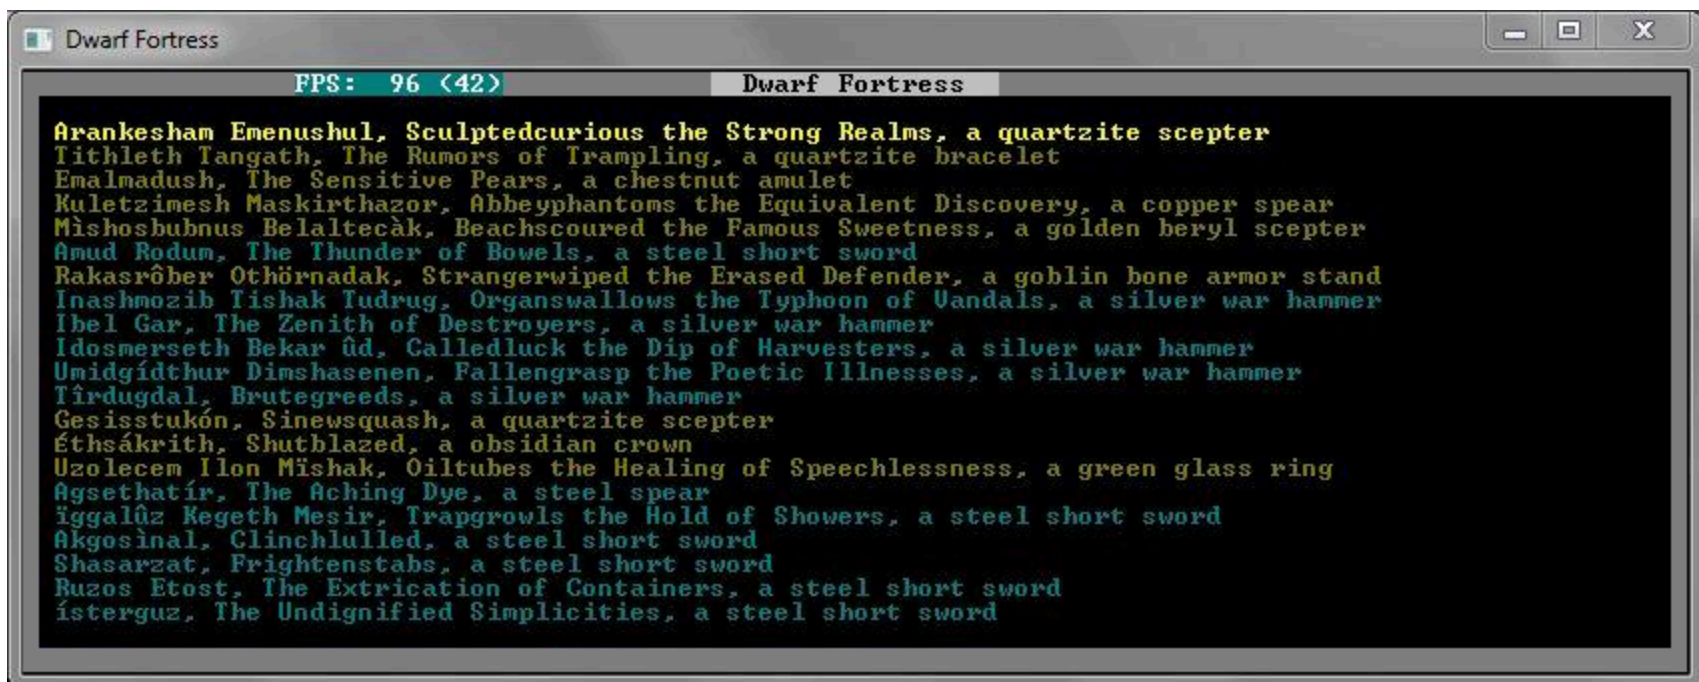 Dwarf Fortress
FPS: 96 (42) Dwarf Fortress
Arankesham Emenushul, Sculptedcurious the Strong Realms, a quartzite scepter
Tithleth Tangath, The Rumors of Trampling, a quartzite bracelet
Emalmadush, The Sensitive Pears, a chestnut amulet
Kuletzimesh Maskirthazor, Abbeyphantoms the Equivalent Discovery, a copper spear
Mìshosbubnus Belaltecàk, Beachscoured the Famous Sweetness, a golden beryl scepter
Amud Rodum, The Thunder of Bowels, a steel short sword
Rakasrôber Othörnadak, Strangerwiped the Erased Defender, a goblin bone armor stand
Inashmozib Tishak Tudrug, Organswallows the Typhoon of Vandals, a silver war hammer
Ibel Gar, The Zenith of Destroyers, a silver war hammer
Idosmerseth Bekar ûd, Calledluck the Dip of Harvesters, a silver war hammer
Umidgídthur Dimshasenen, Fallengrasp the Poetic Illnesses, a silver war hammer
Tîrdugdal, Brutegreeds, a silver war hammer
Gesisstukón, Sinewsquash, a quartzite scepter
Éthsákrith, Shutblazed, a obsidian crown
Uzolecem Ilon Mïshak, Oiltubes the Healing of Speechlessness, a green glass ring
Agsethatír, The Aching Dye, a steel spear
ïggalûz Kegeth Mesir, Trapgrowls the Hold of Showers, a steel short sword
Akgosìnal, Clinchlulled, a steel short sword
Shasarzat, Frightenstabs, a steel short sword
Ruzos Etost, The Extrication of Containers, a steel short sword
ísterguz, The Undignified Simplicities, a steel short sword